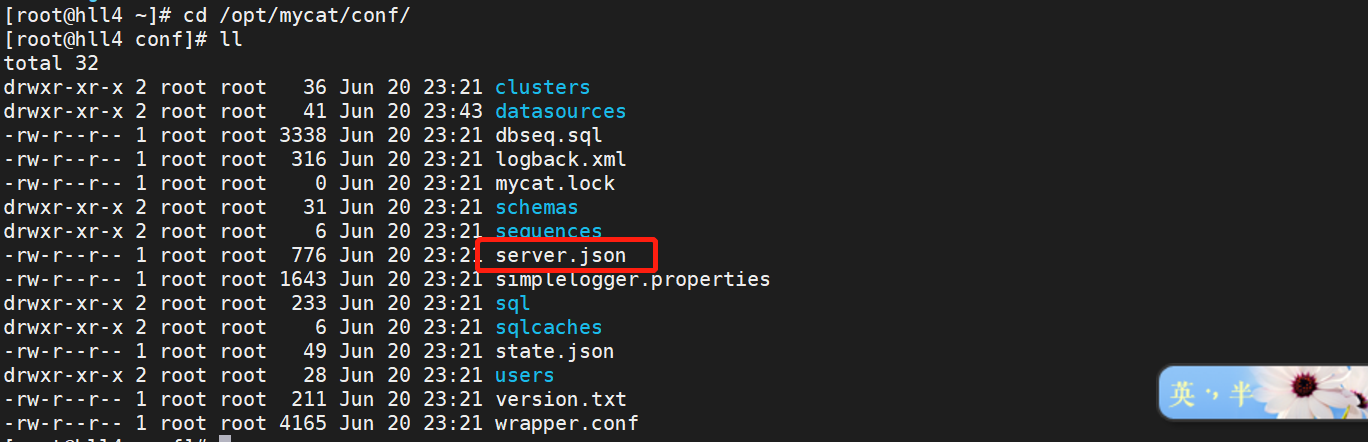 [root@hll4 ~]# cd /opt/mycat/conf/
[root@hll4 conf]# ll
total 32
drwxr-xr-x 2 root root   36 Jun 20 23:21 clusters
drwxr-xr-x 2 root root   41 Jun 20 23:43 datasources
-rw-r--r-- 1 root root 3338 Jun 20 23:21 dbseq.sql
-rw-r--r-- 1 root root  316 Jun 20 23:21 logback.xml
-rw-r--r-- 1 root root    0 Jun 20 23:21 mycat.lock
drwxr-xr-x 2 root root   31 Jun 20 23:21 schemas
drwxr-xr-x 2 root root    6 Jun 20 23:21 sequences
-rw-r--r-- 1 root root  776 Jun 20 23:21 server.json
-rw-r--r-- 1 root root 1643 Jun 20 23:21 simplelogger.properties
drwxr-xr-x 2 root root  233 Jun 20 23:21 sql
drwxr-xr-x 2 root root    6 Jun 20 23:21 sqlcaches
-rw-r--r-- 1 root root   49 Jun 20 23:21 state.json
drwxr-xr-x 2 root root   28 Jun 20 23:21 users
-rw-r--r-- 1 root root  211 Jun 20 23:21 version.txt
-rw-r--r-- 1 root root 4165 Jun 20 23:21 wrapper.conf
[root@hll4 conf]#
英 ·, 半